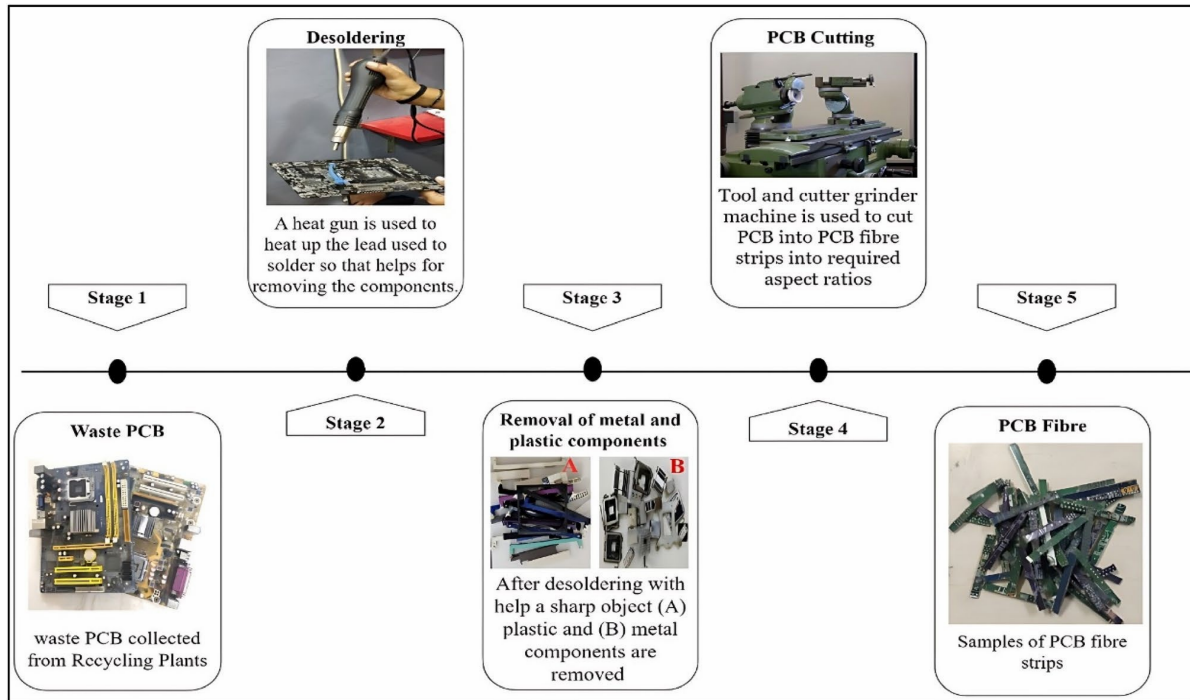 Desoldering
A heat gun is used to
heat up the lead used to
solder so that helps for
removing the components.
PCB Cutting
Tool and cutter grinder
machine is used to cut
PCB into PCB fibre
strips into required
aspect ratios
Stage 1
Stage 3
Stage 5
Stage 2
Stage 4
Waste PCB
waste PCB collected
from Recycling Plants
Removal of metal and
plastic components
A
B
After desoldering with
help a sharp object (A)
plastic and (B) metal
components are
removed
PCB Fibre
Samples of PCB fibre
strips